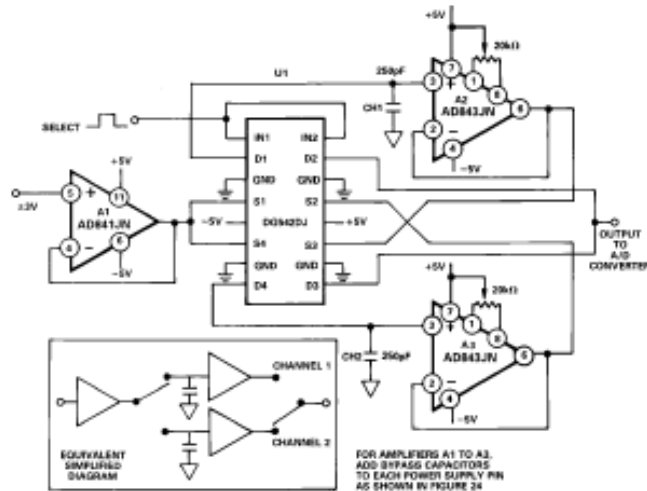 +5V
20kΩ
7
U1
250pF
3
+
1
8
A2
AD843JN
6
CH1
SELECT
IN1
IN2
2
−
4
−5V
D1
D2
+5V
GND
GND
5
+
11
S1
S2
±3V
A1
AD841JN
−5V
DG542DJ
+5V
4
−
6
S4
S3
OUTPUT
TO A/D
CONVERTER
−5V
GND
GND
+5V
D4
D3
20kΩ
7
1
8
3
+
A3
AD843JN
6
CH2
250pF
2
−
4
−5V
CHANNEL 1
CHANNEL 2
EQUIVALENT
SIMPLIFIED
DIAGRAM
FOR AMPLIFIERS A1 TO A3,
ADD BYPASS CAPACITORS
TO EACH POWER SUPPLY PIN
AS SHOWN IN FIGURE 24